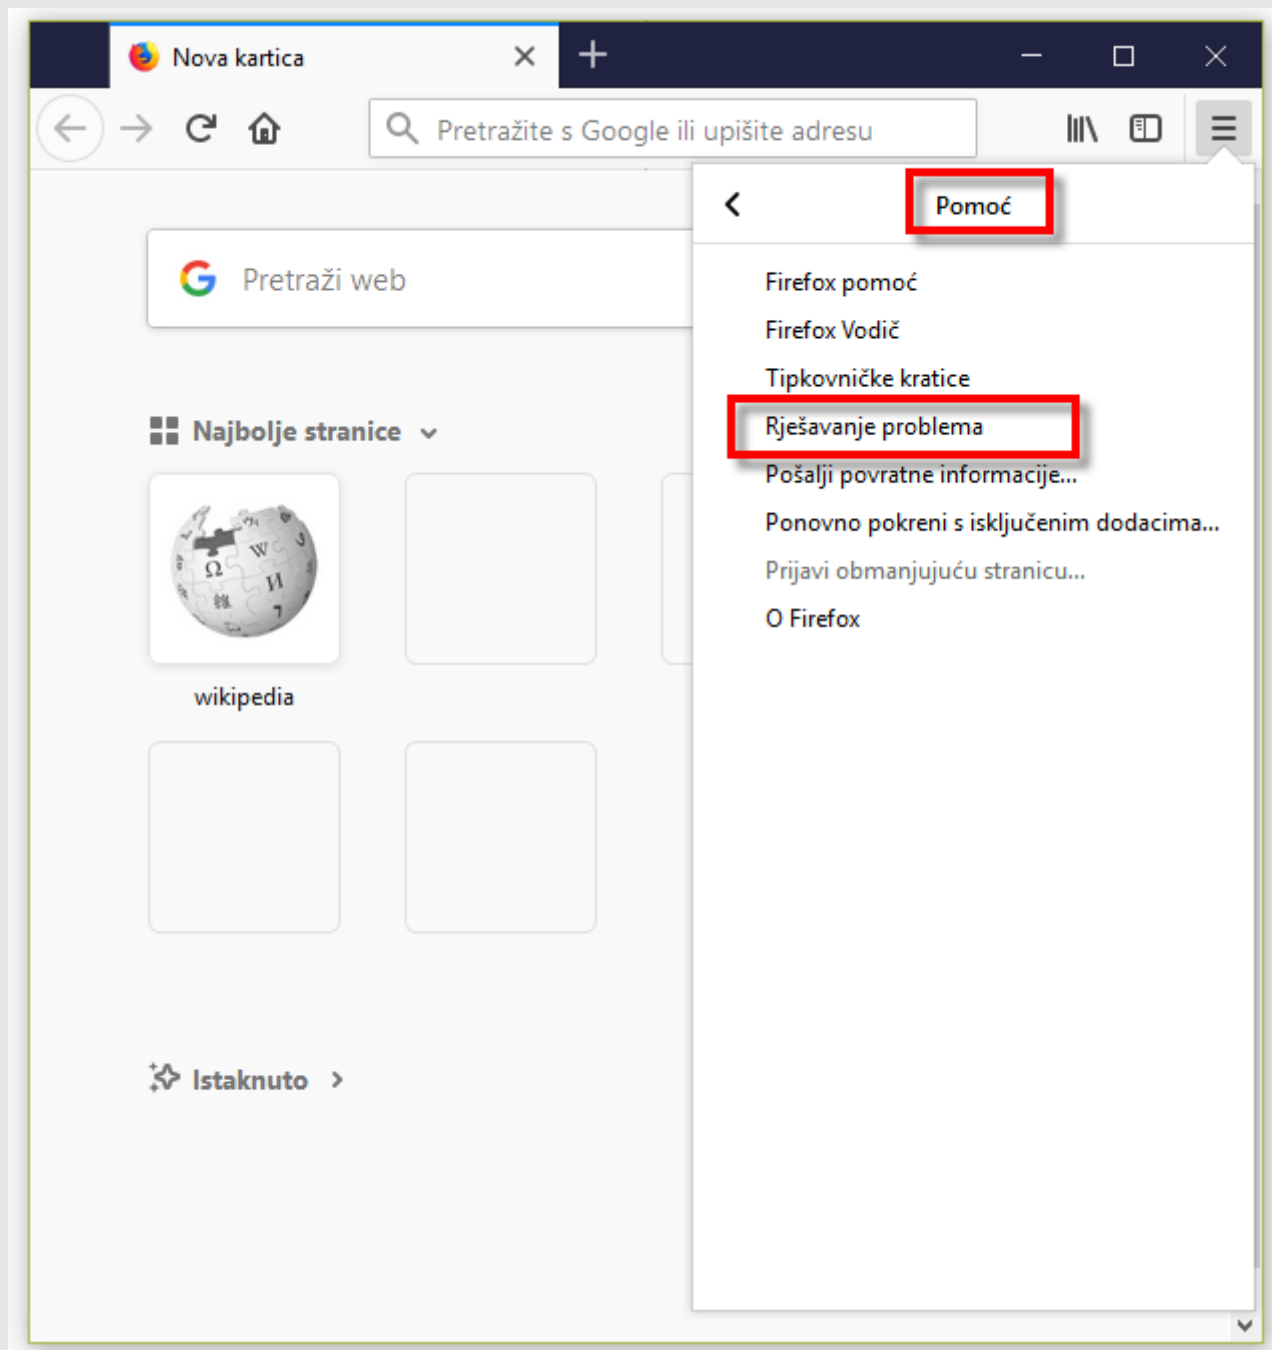 Nova kartica
Pretražite s Google ili upišite adresu
Pomoć
Pretraži web
Firefox pomoć
Firefox Vodič
Tipkovničke kratice
Rješavanje problema
Pošalji povratne informacije...
Ponovno pokreni s isključenim dodacima...
Prijavi obmanjujuću stranicu...
O Firefox
Najbolje stranice
wikipedia
Istaknuto